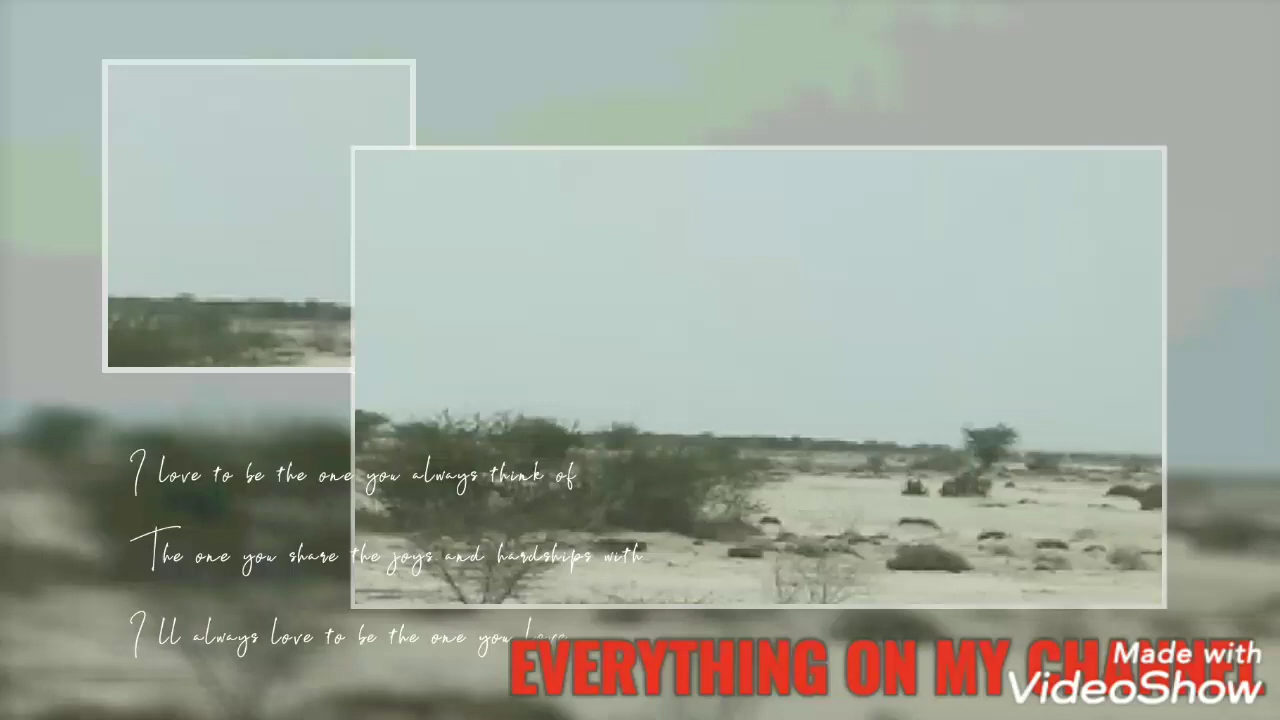 I love to be the one you always think of
The one you share the joys and hardships with
I'll always love to be the one you love
EVERYTHING ON MY CHANNEL
Made with
VideoShow